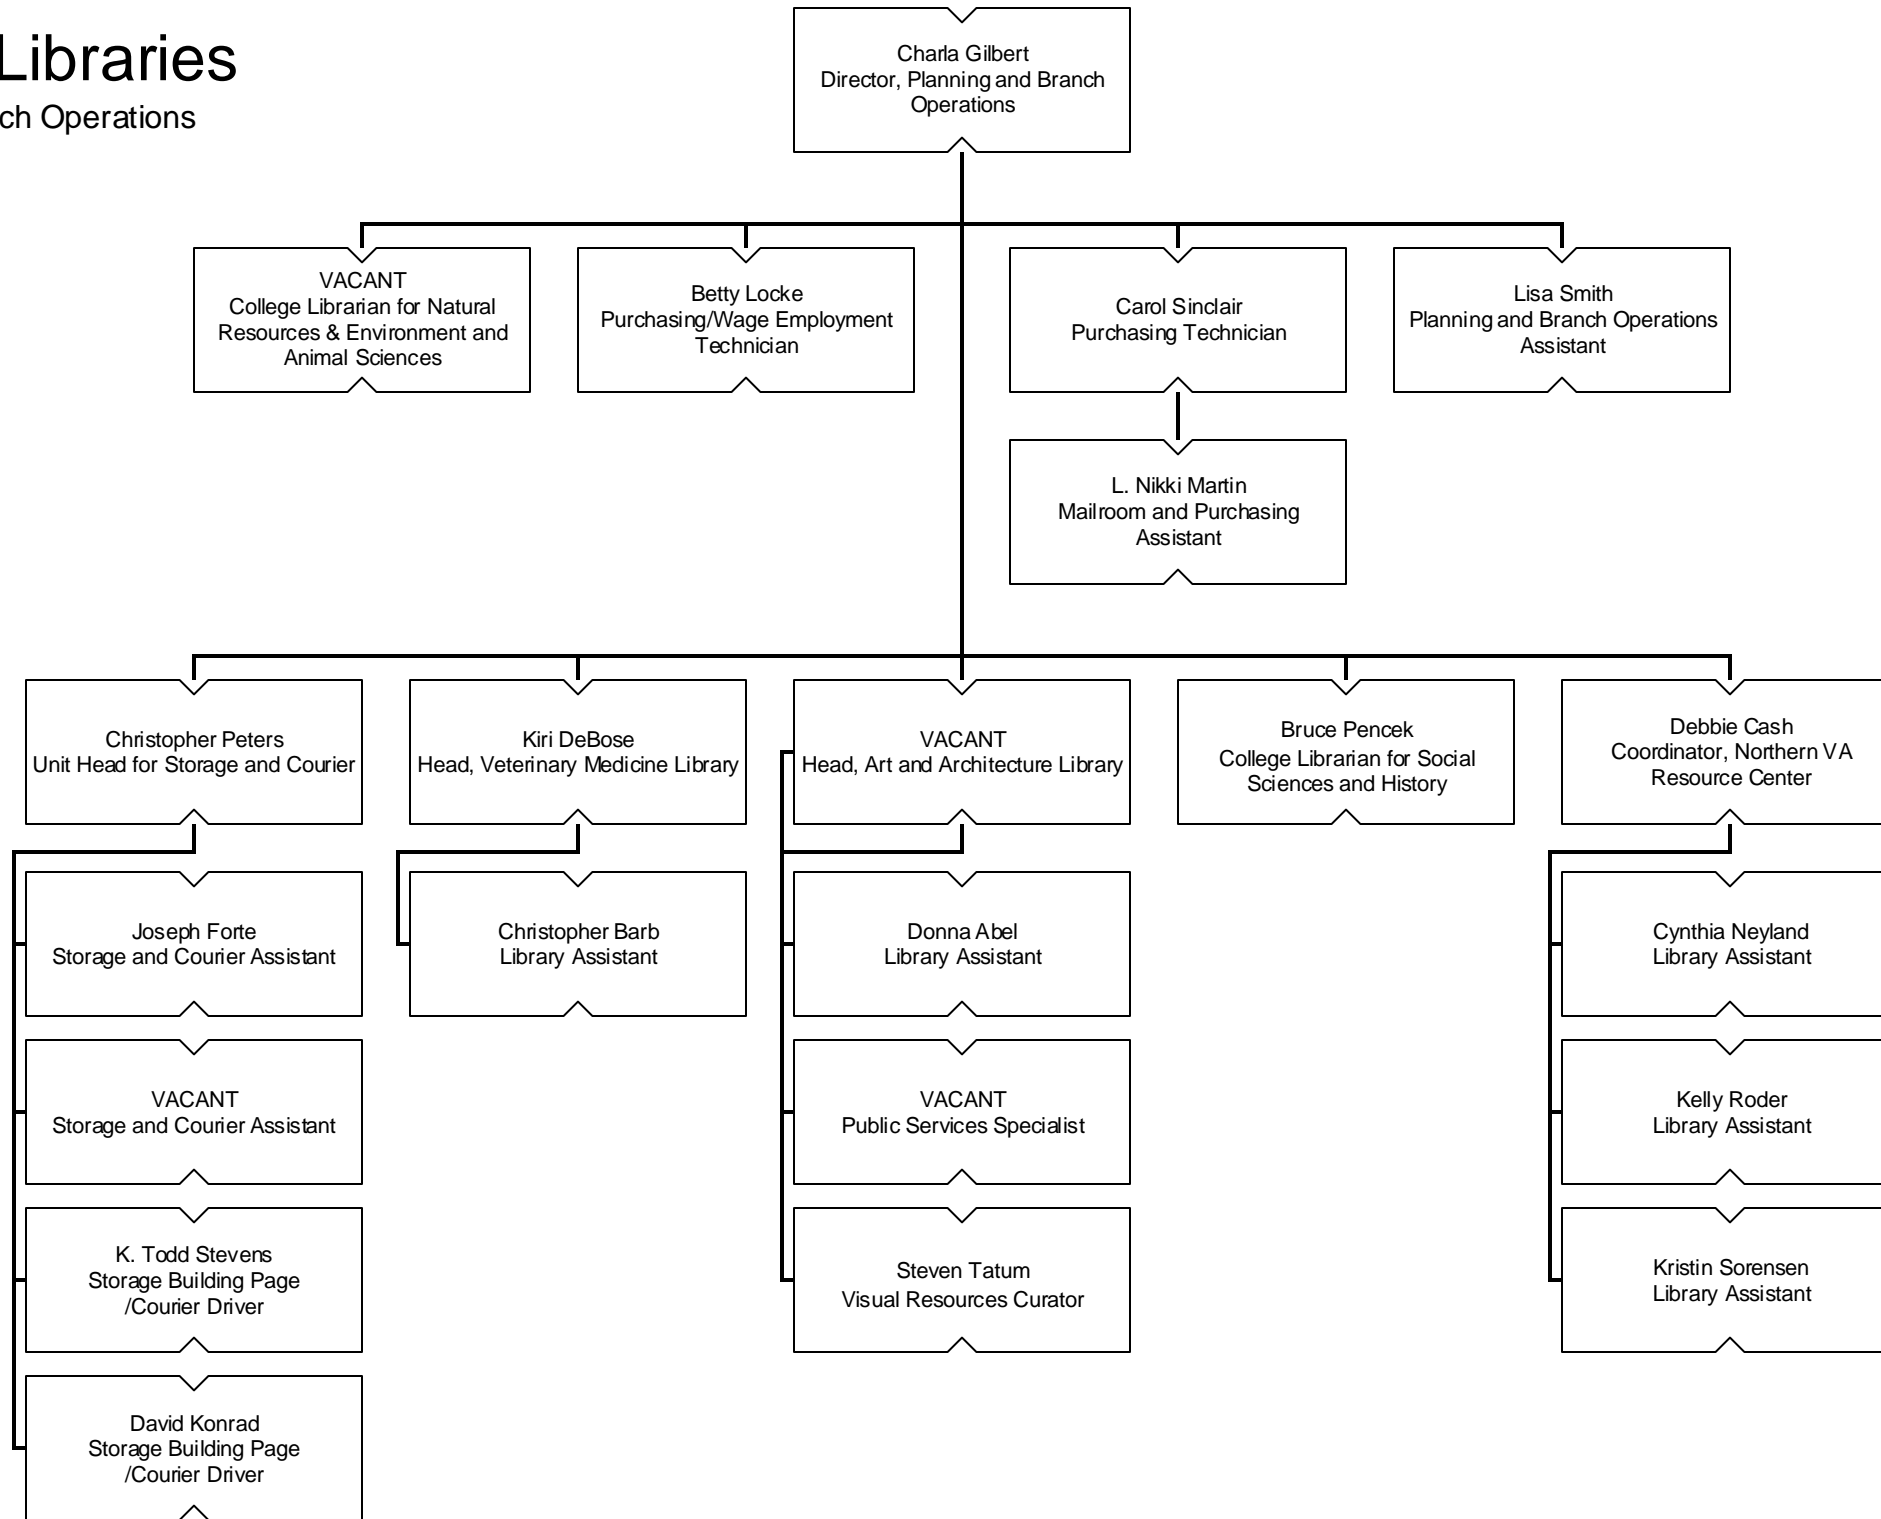 Libraries
ch Operations
Charla Gilbert
Director, Planning and Branch
Operations
VACANT
College Librarian for Natural
Resources & Environment and
Animal Sciences
Betty Locke
Purchasing/Wage Employment
Technician
Carol Sinclair
Purchasing Technician
Lisa Smith
Planning and Branch Operations
Assistant
L. Nikki Martin
Mailroom and Purchasing
Assistant
Christopher Peters
Unit Head for Storage and Courier
Kiri DeBose
Head, Veterinary Medicine Library
VACANT
Head, Art and Architecture Library
Bruce Pencek
College Librarian for Social
Sciences and History
Debbie Cash
Coordinator, Northern VA
Resource Center
Joseph Forte
Storage and Courier Assistant
Christopher Barb
Library Assistant
Donna Abel
Library Assistant
Cynthia Neyland
Library Assistant
VACANT
Storage and Courier Assistant
VACANT
Public Services Specialist
Kelly Roder
Library Assistant
K. Todd Stevens
Storage Building Page
/Courier Driver
Steven Tatum
Visual Resources Curator
Kristin Sorensen
Library Assistant
David Konrad
Storage Building Page
/Courier Driver